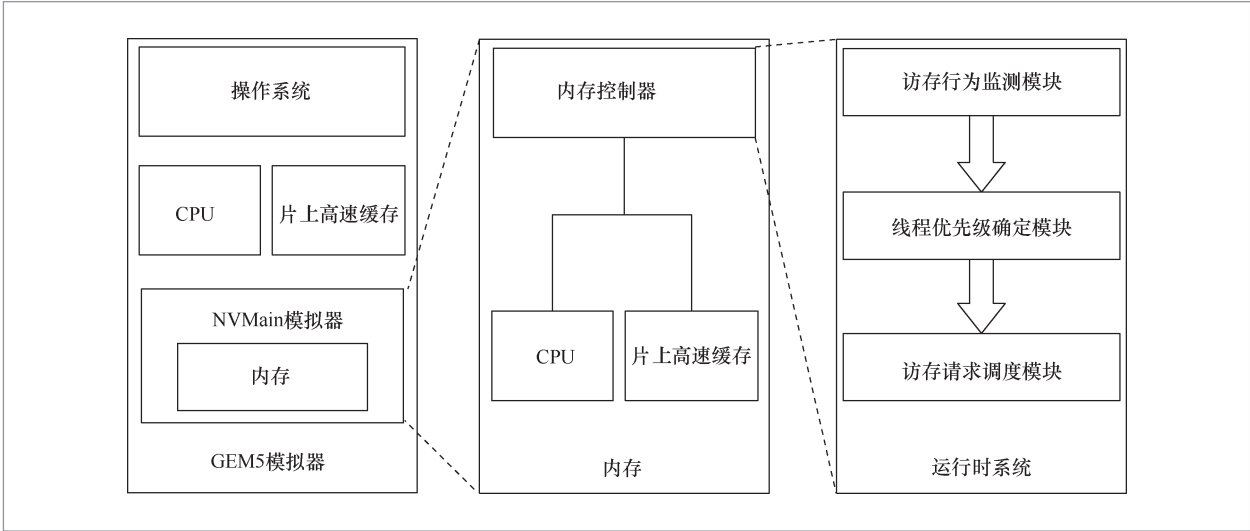 操作系统
CPU
片上高速缓存
NVMain模拟器
内存
GEM5模拟器
内存控制器
CPU
片上高速缓存
内存
访存行为监测模块
线程优先级确定模块
访存请求调度模块
运行时系统